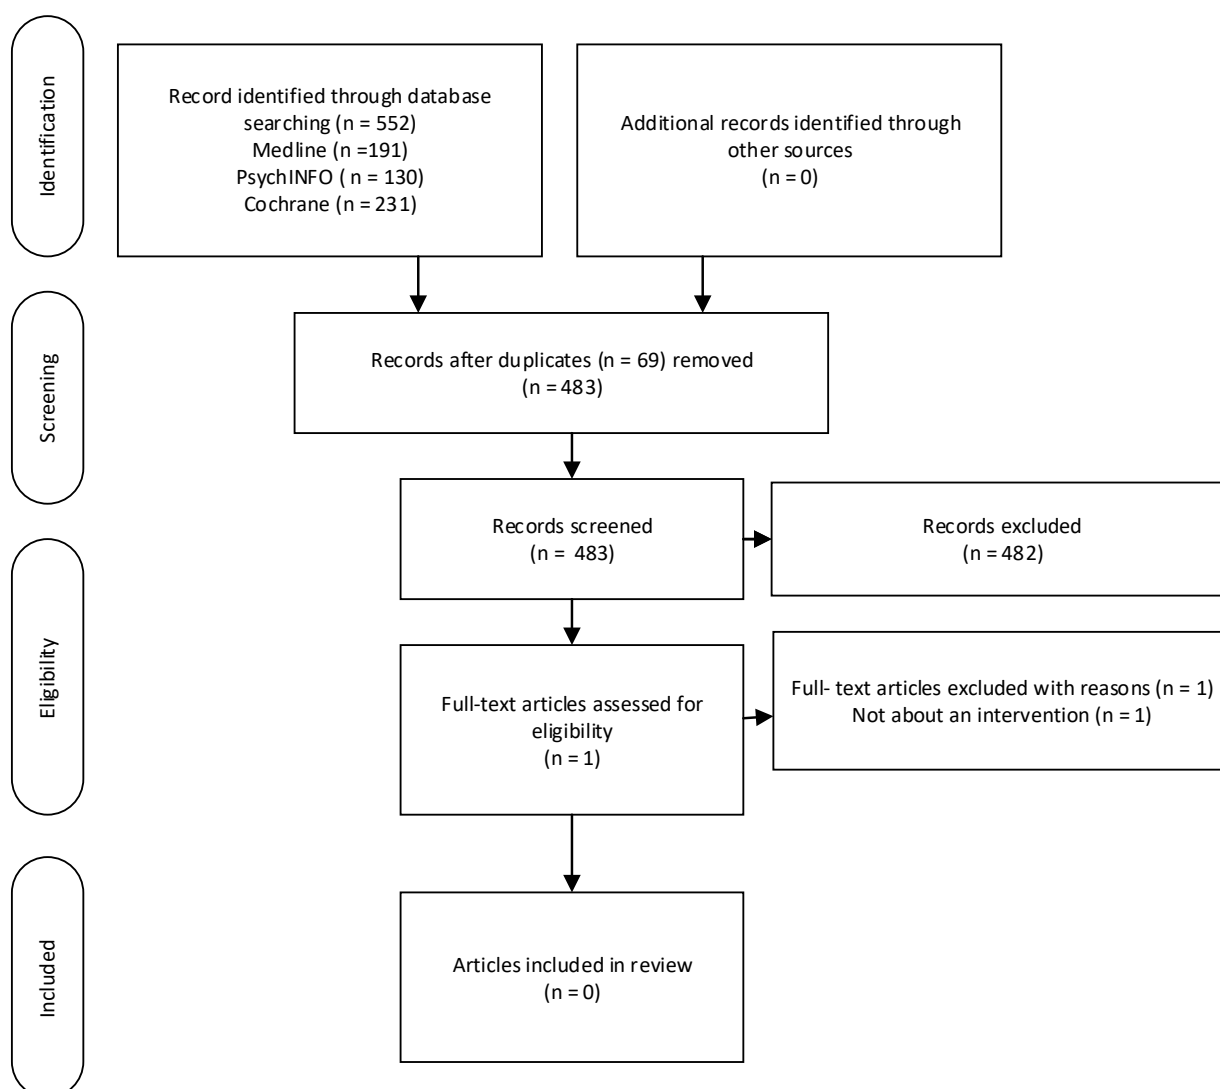 Identification
Record identified through database
searching (n = 552)
Medline (n =191)
PsychINFO ( n = 130)
Cochrane (n = 231)
Additional records identified through
other sources
(n = 0)
Screening
Records after duplicates (n = 69) removed
(n = 483)
Records screened
(n =  483)
Records excluded
(n = 482)
Eligibility
Full-text articles assessed for
eligibility
(n = 1)
Full- text articles excluded with reasons (n = 1)
Not about an intervention (n = 1)
Included
Articles included in review
(n = 0)